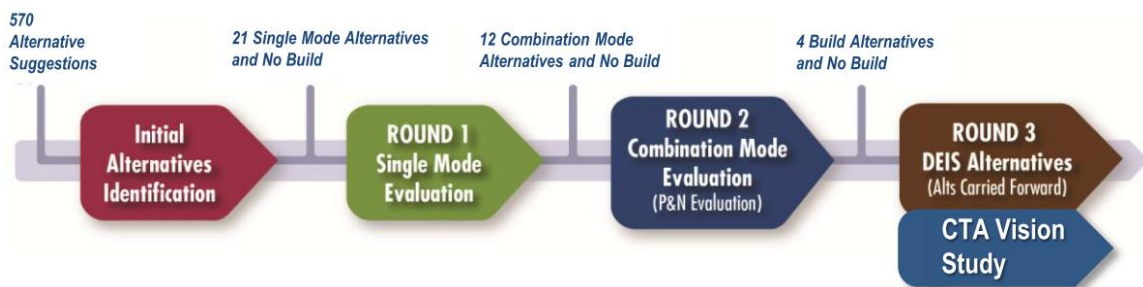 570
Alternative
Suggestions
21 Single Mode Alternatives
and No Build
12 Combination Mode
Alternatives and No Build
4 Build Alternatives
and No Build
Initial
Alternatives
Identification
ROUND 1
Single Mode
Evaluation
ROUND 2
Combination Mode
Evaluation
(P&N Evaluation)
ROUND 3
DEIS Alternatives
(Alts Carried Forward)
CTA Vision
Study